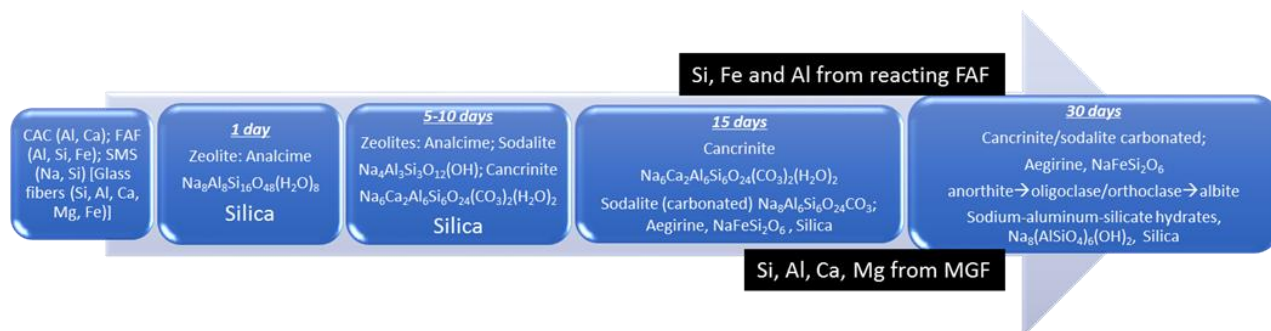 Si, Fe and Al from reacting FAF
CAC (Al, Ca); FAF
(Al, Si, Fe); SMS
(Na, Si) [Glass
fibers (Si, Al, Ca,
Mg, Fe)]
1 day
Zeolite: Analcime
Na₈Al₈Si₁₆O₄₈(H₂O)₈
Silica
5-10 days
Zeolites: Analcime; Sodalite
Na₄Al₃Si₃O₁₂(OH); Cancrinite
Na₆Ca₂Al₆Si₆O₂₄(CO₃)₂(H₂O)₂
Silica
15 days
Cancrinite
Na₆Ca₂Al₆Si₆O₂₄(CO₃)₂(H₂O)₂
Sodalite (carbonated) Na₈Al₆Si₆O₂₄CO₃;
Aegirine, NaFeSi₂O₆ , Silica
30 days
Cancrinite/sodalite carbonated;
Aegirine, NaFeSi₂O₆
anorthite→oligoclase/orthoclase→albite
Sodium-aluminum-silicate hydrates,
Na₈(AlSiO₄)₆(OH)₂, Silica
Si, Al, Ca, Mg from MGF